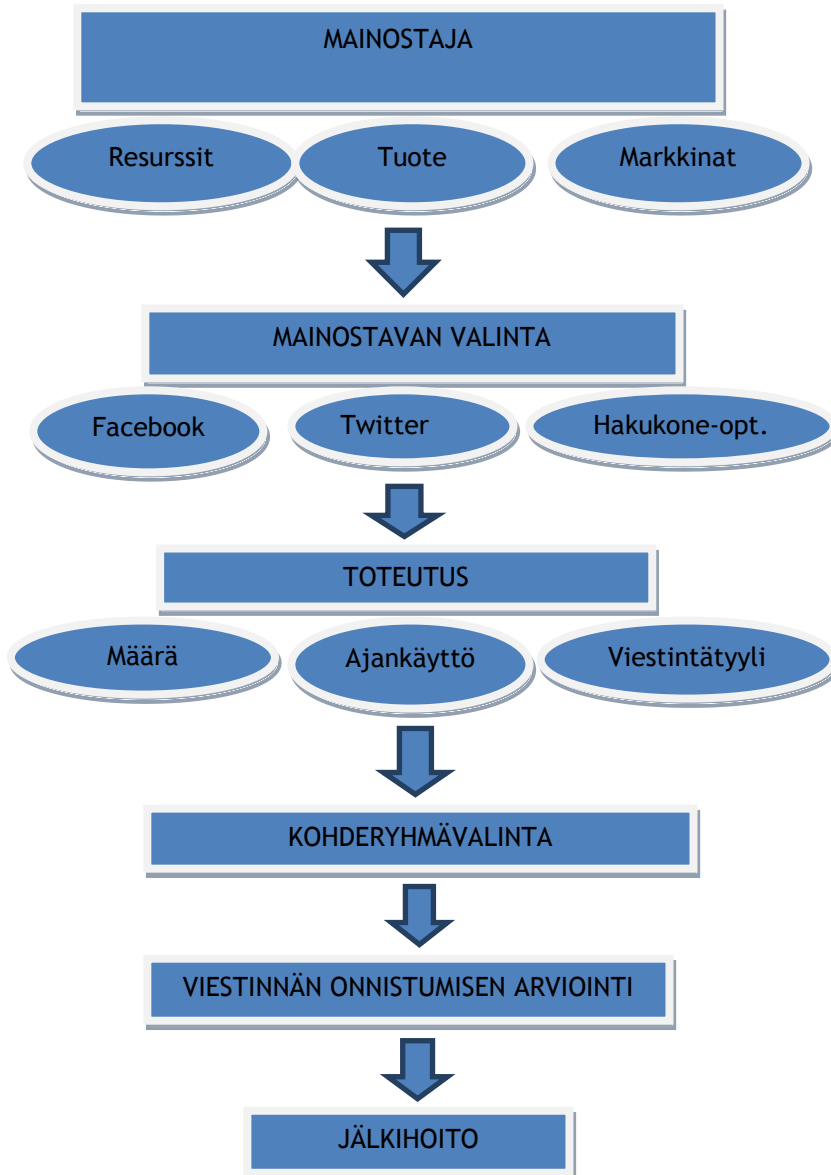 MAINOSTAJA
Resurssit Tuote Markkinat
MAINOSTAVAN VALINTA
Facebook Twitter Hakukone-opt.
TOTEUTUS
Määrä Ajankäyttö Viestintätyyli
KOHDERYHMÄVALINTA
VIESTINNÄN ONNISTUMISEN ARVIOINTI
JÄLKIHOITO